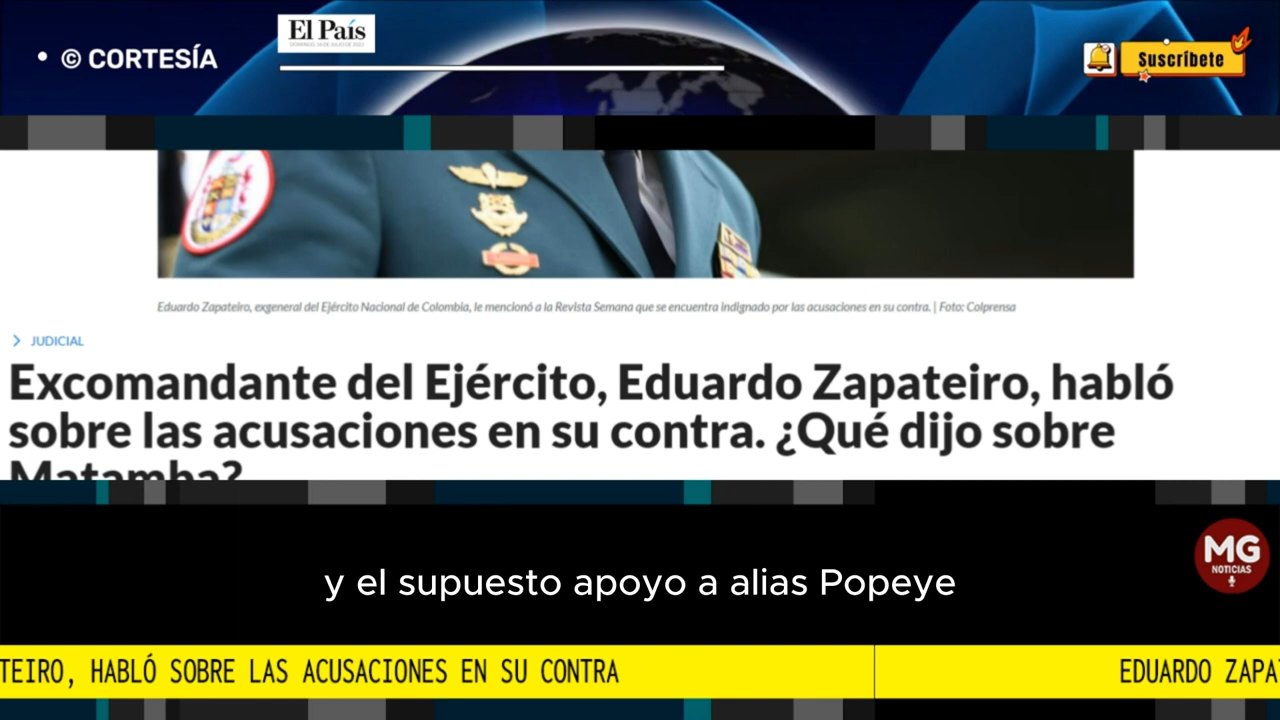 El País
© CORTESÍA
Suscríbete
Eduardo Zapateiro, exgeneral del Ejército Nacional de Colombia, le mencionó a la Revista Semana que se encuentra indignado por las acusaciones en su contra. | Foto: Colprensa
JUDICIAL
Excomandante del Ejército, Eduardo Zapateiro, habló
sobre las acusaciones en su contra. ¿Qué dijo sobre
Matamba?
MG
NOTICIAS
y el supuesto apoyo a alias Popeye
TEIRO, HABLÓ SOBRE LAS ACUSACIONES EN SU CONTRA
EDUARDO ZAPA